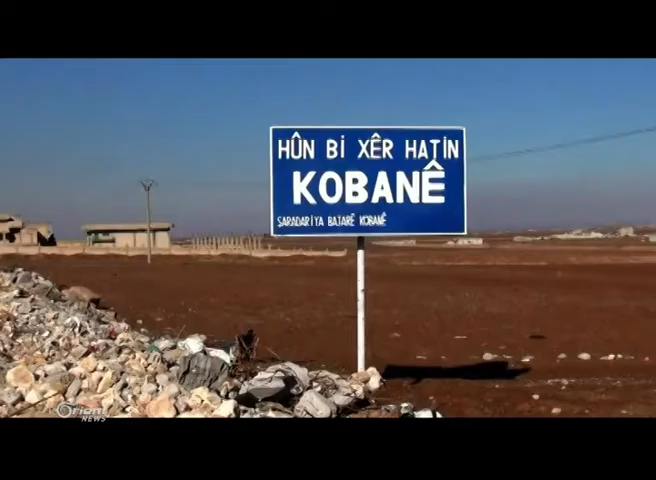 HÛN BI XÊR HATIN
KOBANÊ
SARADARIYA BAJARÊ KOBANÊ
Orient
NEWS